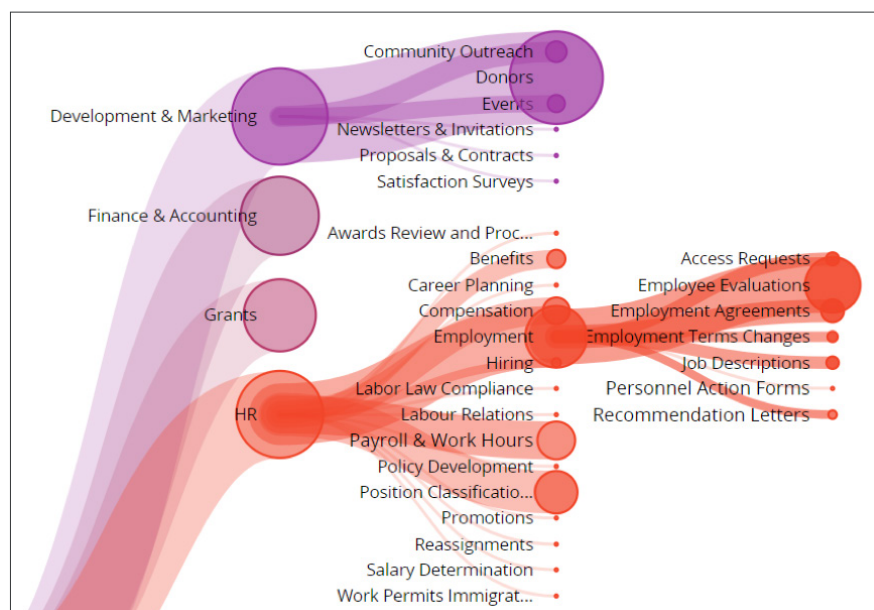 Development & Marketing
Finance & Accounting
Grants
HR
Community Outreach
Donors
Events
Newsletters & Invitations
Proposals & Contracts
Satisfaction Surveys
Awards Review and Proc...
Benefits
Career Planning
Compensation
Employment
Hiring
Labor Law Compliance
Labour Relations
Payroll & Work Hours
Policy Development
Position Classificatio...
Promotions
Reassignments
Salary Determination
Work Permits Immigrat...
Access Requests
Employee Evaluations
Employment Agreements
Employment Terms Changes
Job Descriptions
Personnel Action Forms
Recommendation Letters